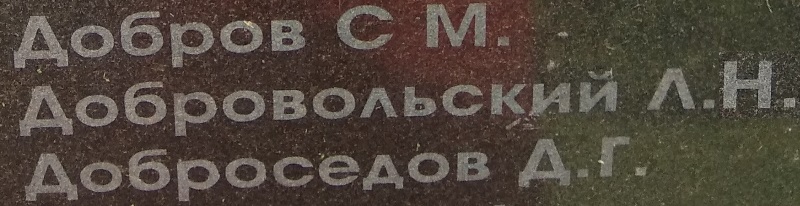 Добров С М.
Добровольский Л.Н.
Доброседов Д.Г.